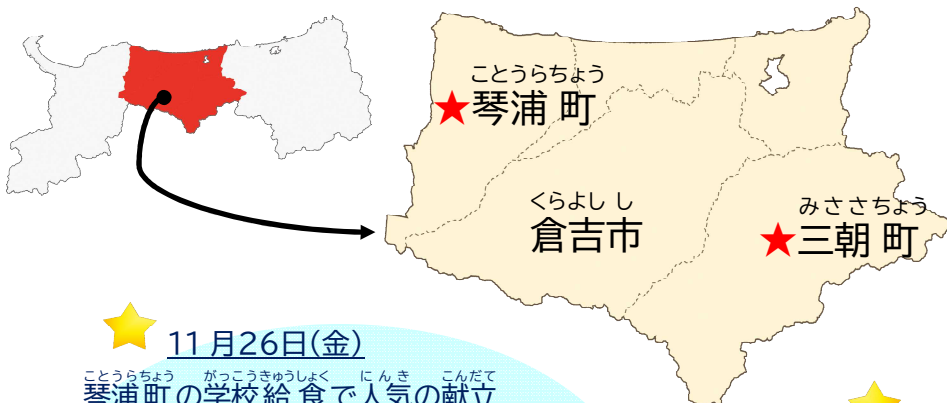 ことうらちょう
琴浦町
くらよし し
倉吉市
みささちょう
三朝町
11月26日(金)
ことうらちょう がっこうきゅうしょく にんき こんだて
琴浦町の学校給食で人気の献立